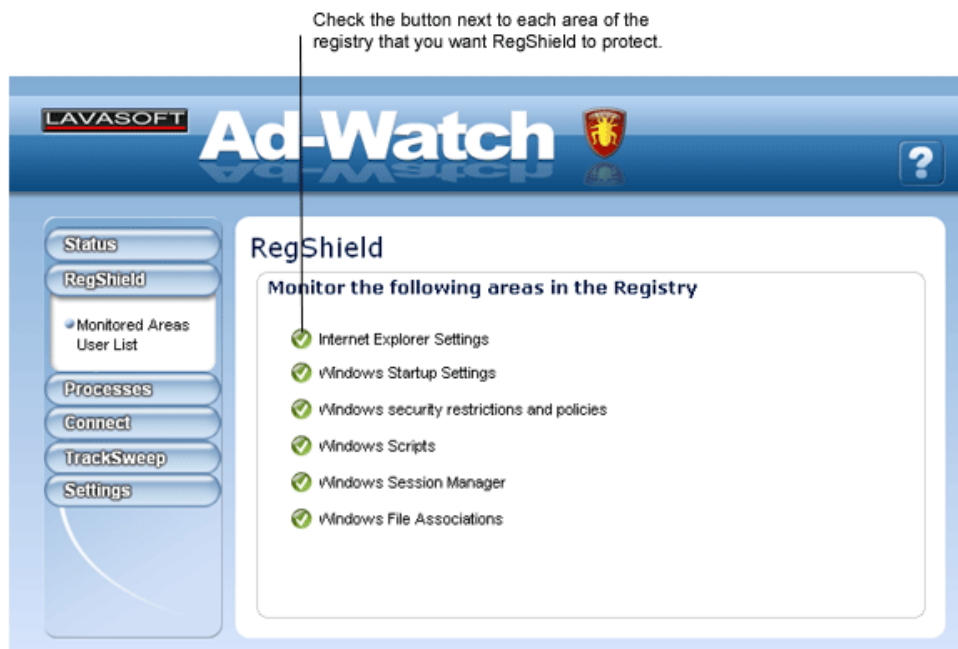 Check the button next to each area of the
registry that you want RegShield to protect.
LAVASOFT
Ad-Watch
?
Status
RegShield
Monitored Areas
User List
Processes
Connect
TrackSweep
Settings
RegShield
Monitor the following areas in the Registry
Internet Explorer Settings
Windows Startup Settings
Windows security restrictions and policies
Windows Scripts
Windows Session Manager
Windows File Associations